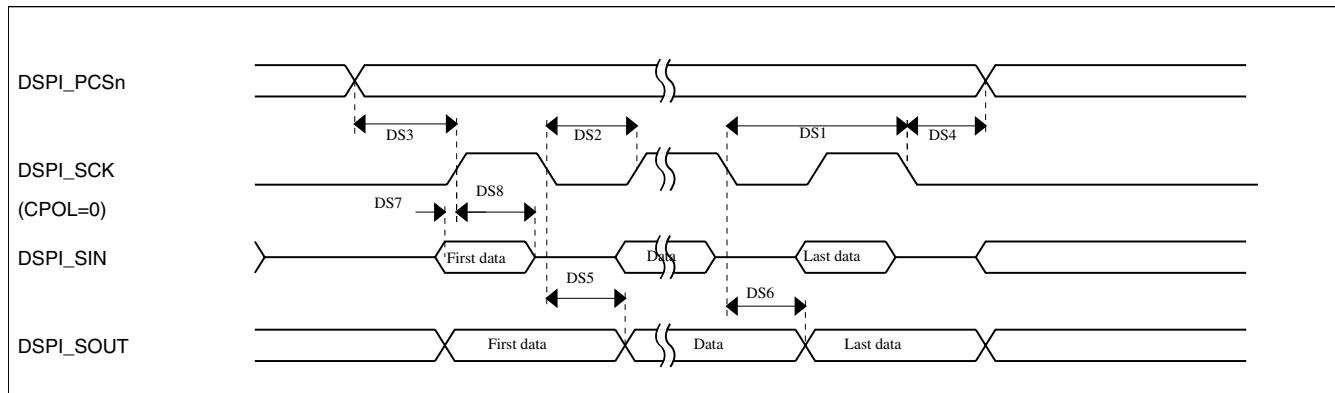 DSPI_PCSn
DS3
DS2
DS1
DS4
DSPI_SCK
(CPOL=0)
DS7
DS8
DSPI_SIN
First data
Data
Last data
DS5
DS6
DSPI_SOUT
First data
Data
Last data